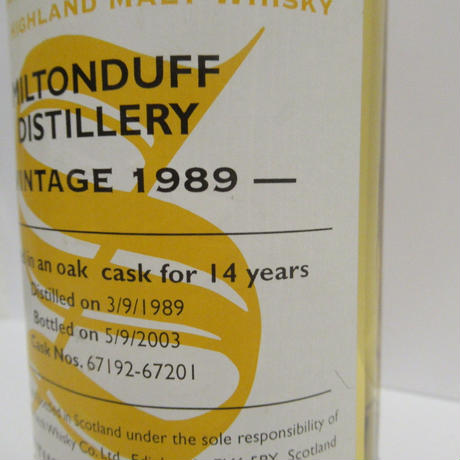 HIGHLAND MALT WHISKY
MILTONDUFF
DISTILLERY
VINTAGE 1989 —
in an oak cask for 14 years
Distilled on 3/9/1989
Bottled on 5/9/2003
Cask Nos. 67192-67201
in Scotland under the sole responsibility of
Whisky Co. Ltd., Scotland